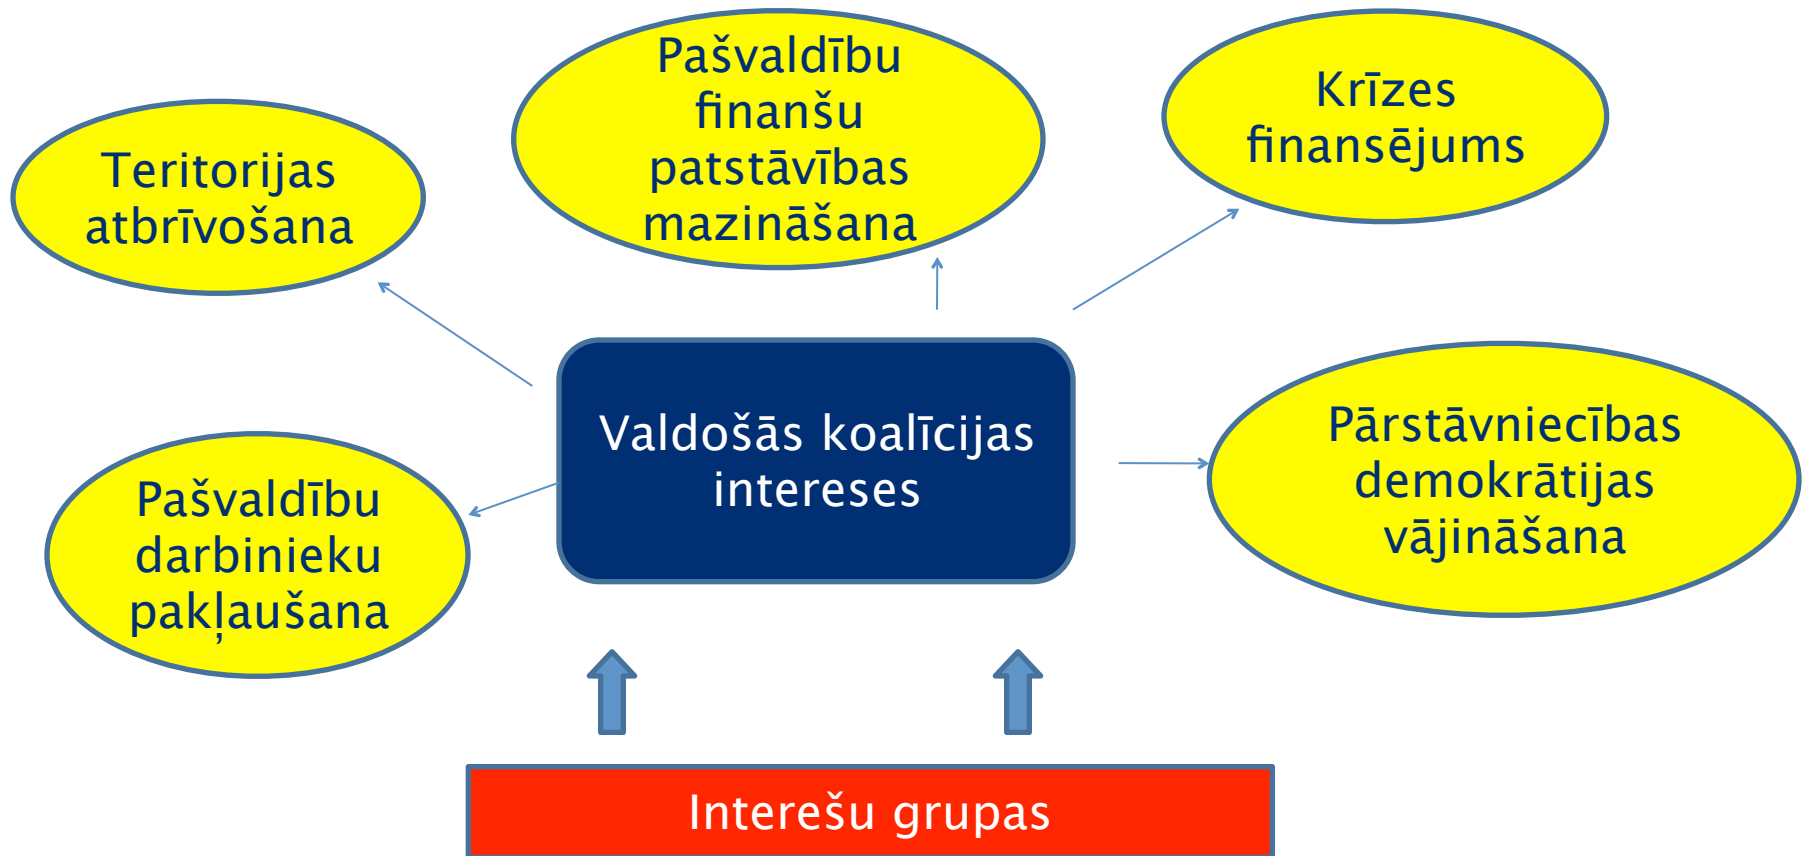 Pašvaldību
finanšu
patstāvības
mazināšana
Krīzes
finansējums
Teritorijas
atbrīvošana
Valdošās koalīcijas
intereses
Pārstāvniecības
demokrātijas
vājināšana
Pašvaldību
darbinieku
pakļaušana
Interešu grupas